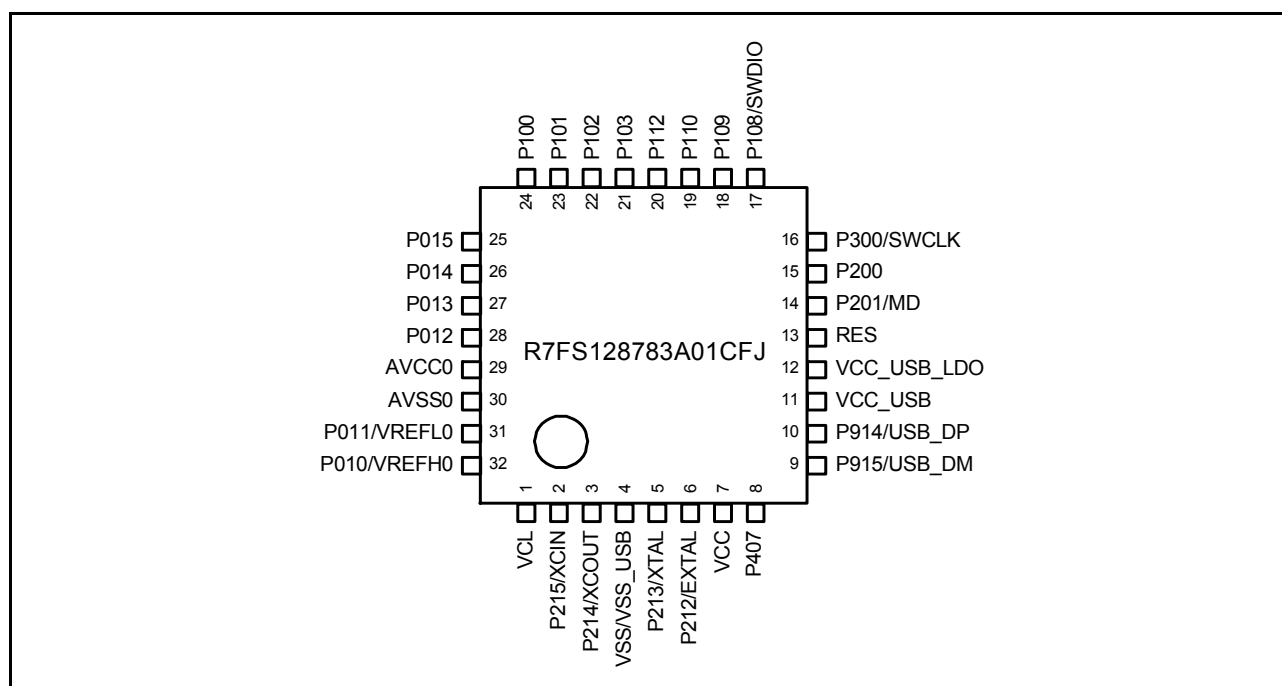 P100
P101
P102
P103
P112
P110
P109
P108/SWDIO
24
23
22
21
20
19
18
17
P015 25
P014 26
P013 27
P012 28
AVCC0 29
AVSS0 30
P011/VREFL0 31
P010/VREFH0 32
R7FS128783A01CFJ
16 P300/SWCLK
15 P200
14 P201/MD
13 RES
12 VCC_USB_LDO
11 VCC_USB
10 P914/USB_DP
9 P915/USB_DM
1
2
3
4
5
6
7
8
VCL
P215/XCIN
P214/XCOUT
VSS/VSS_USB
P213/XTAL
P212/EXTAL
VCC
P407